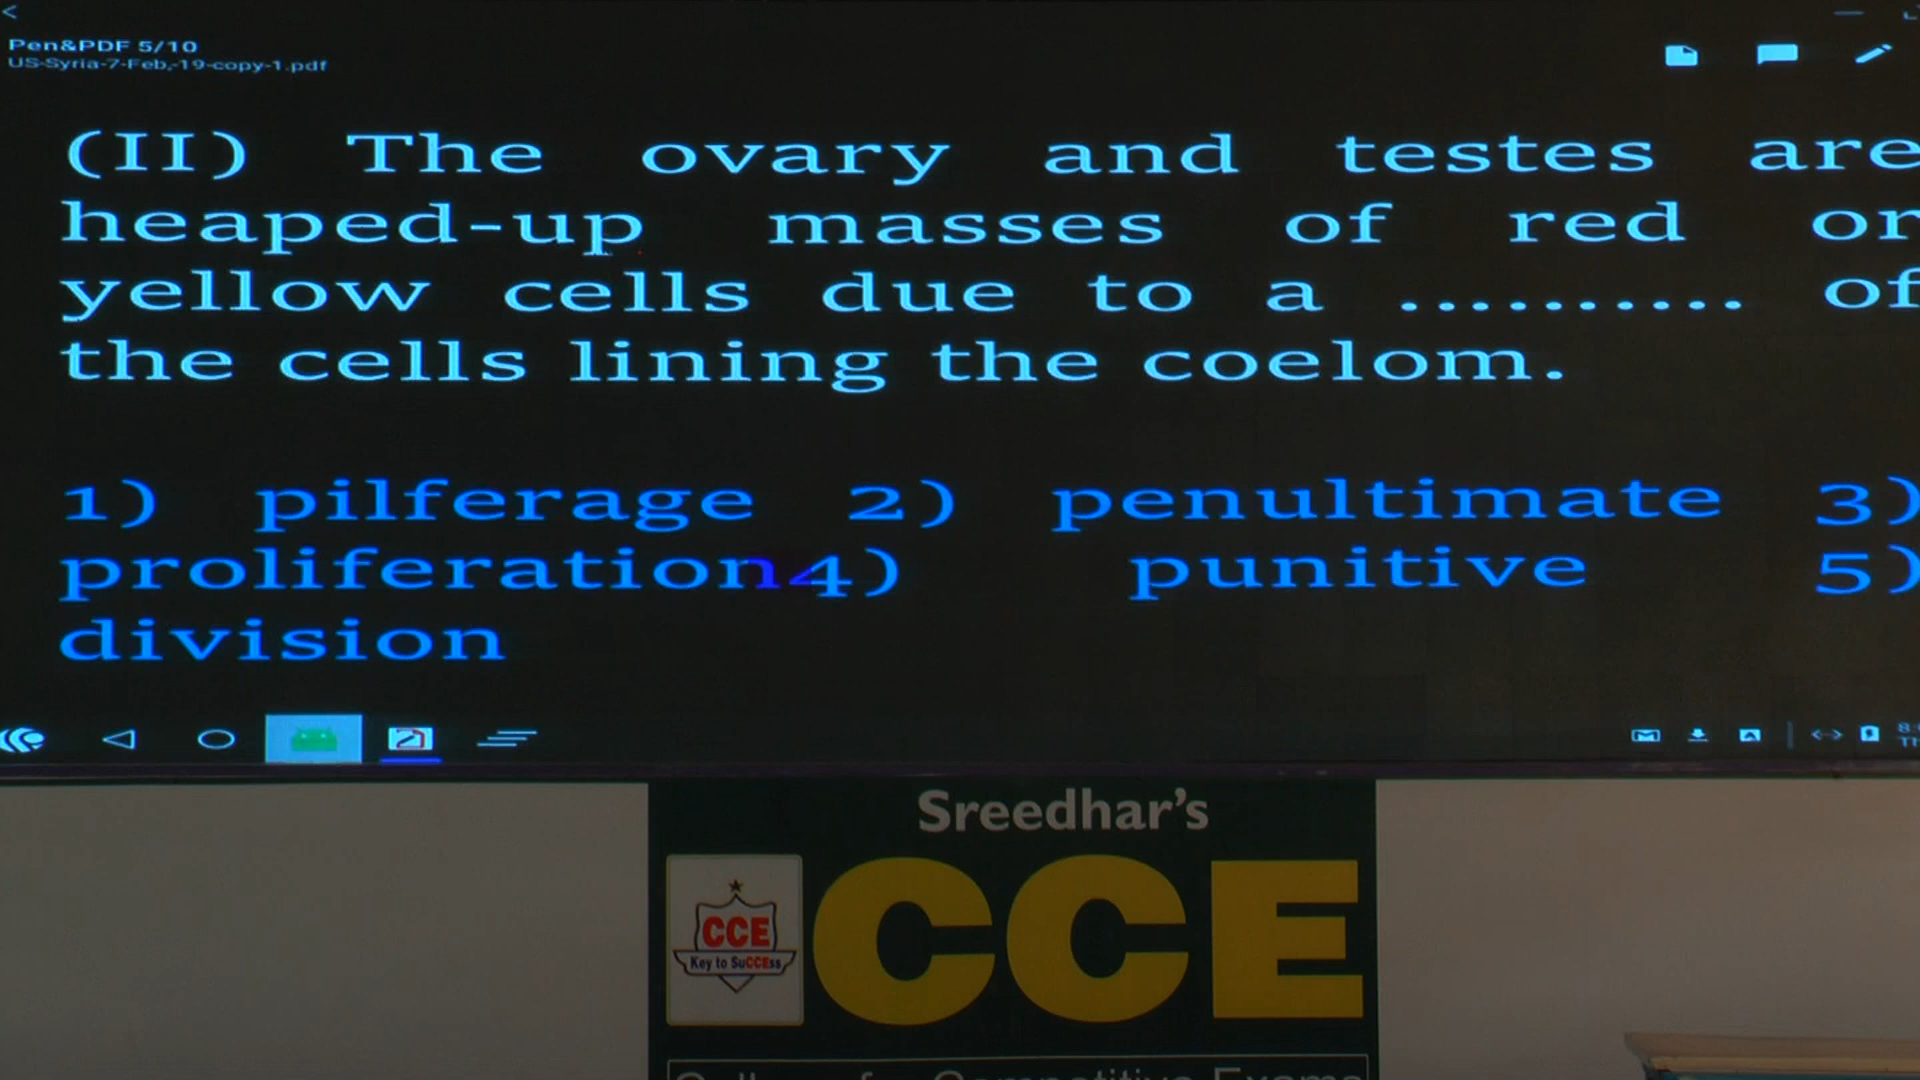 <
Pen&PDF 5/10
US-Syria-7-Feb,-19-copy-1.pdf
(II) The ovary and testes are
heaped-up masses of red or
yellow cells due to a .......... of
the cells lining the coelom.
1) pilferage 2) penultimate 3)
proliferation4) punitive 5)
division
Sreedhar's
CCE
CCE
Key to SuCCEss
Competitive Exams